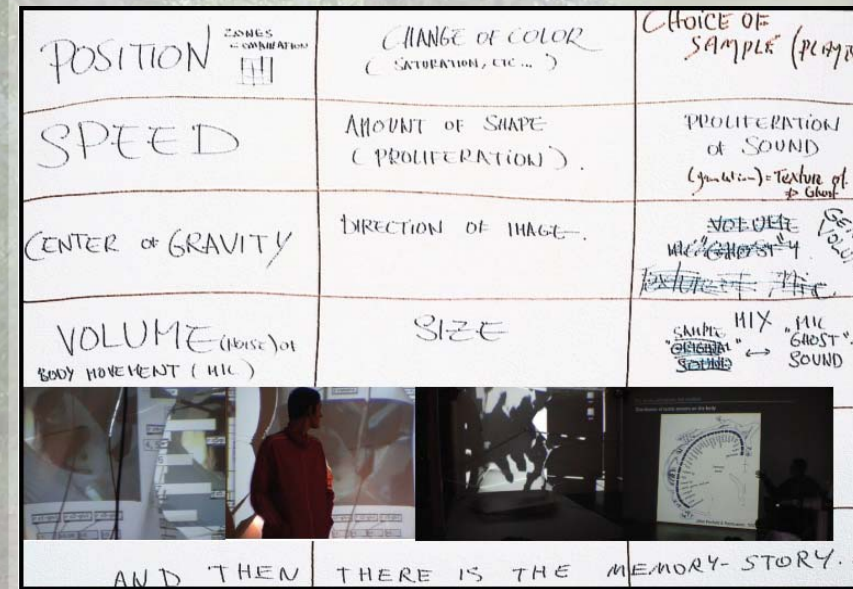 POSITION
ZONES
COMBINATION
CHANGE OF COLOR
(SATURATION, ETC...)
CHOICE OF
SAMPLE
SPEED
AMOUNT OF SHAPE
(PROLIFERATION).
PROLIFERATION
OF SOUND
= Texture of
Ghost
CENTER OF GRAVITY
DIRECTION OF IMAGE.
VOLUME
"GHOST"
VOLUME (NOISE) OF
BODY MOVEMENT (MIC)
SIZE
SAMPLE
"ORIGINAL"
SOUND
MIX
↔
"MIC
GHOST"
SOUND
AND THEN THERE IS THE MEMORY-STORY.